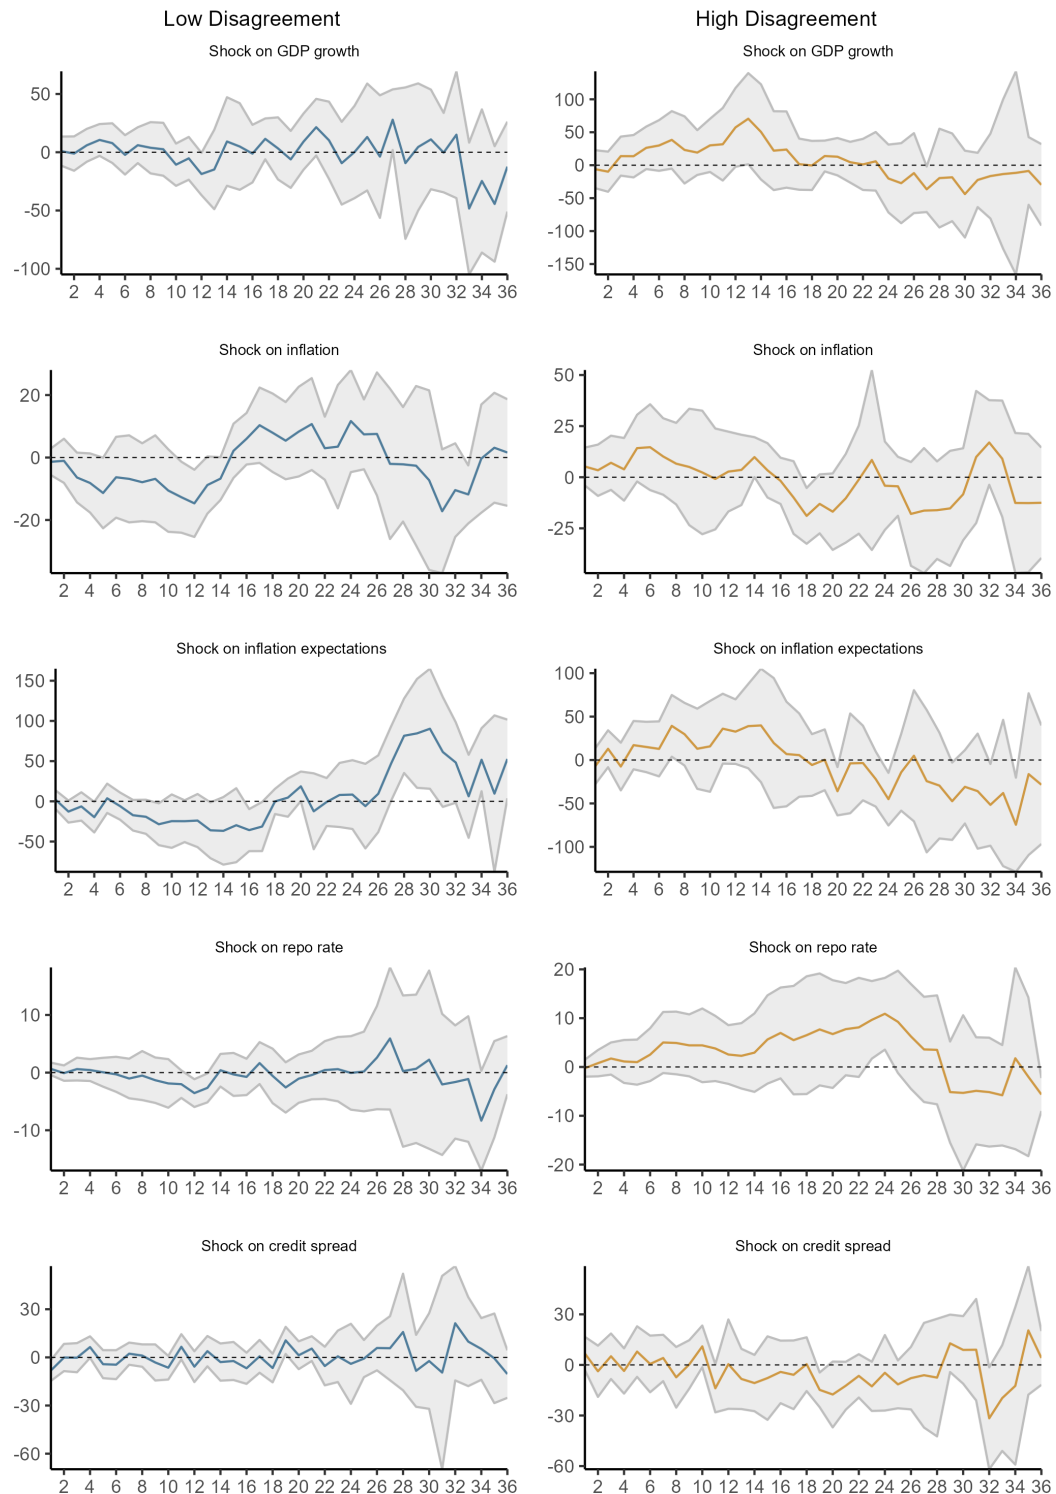 Low Disagreement High Disagreement
Shock on GDP growth Shock on GDP growth
50
0
-50
-100
2 4 6 8 10 12 14 16 18 20 22 24 26 28 30 32 34 36
100
50
0
-50
-100
-150
2 4 6 8 10 12 14 16 18 20 22 24 26 28 30 32 34 36
Shock on inflation Shock on inflation
20
0
-20
2 4 6 8 10 12 14 16 18 20 22 24 26 28 30 32 34 36
50
25
0
-25
2 4 6 8 10 12 14 16 18 20 22 24 26 28 30 32 34 36
Shock on inflation expectations Shock on inflation expectations
150
100
50
0
-50
2 4 6 8 10 12 14 16 18 20 22 24 26 28 30 32 34 36
100
50
0
-50
-100
2 4 6 8 10 12 14 16 18 20 22 24 26 28 30 32 34 36
Shock on repo rate Shock on repo rate
10
0
-10
2 4 6 8 10 12 14 16 18 20 22 24 26 28 30 32 34 36
20
10
0
-10
-20
2 4 6 8 10 12 14 16 18 20 22 24 26 28 30 32 34 36
Shock on credit spread Shock on credit spread
30
0
-30
-60
2 4 6 8 10 12 14 16 18 20 22 24 26 28 30 32 34 36
30
0
-30
-60
2 4 6 8 10 12 14 16 18 20 22 24 26 28 30 32 34 36